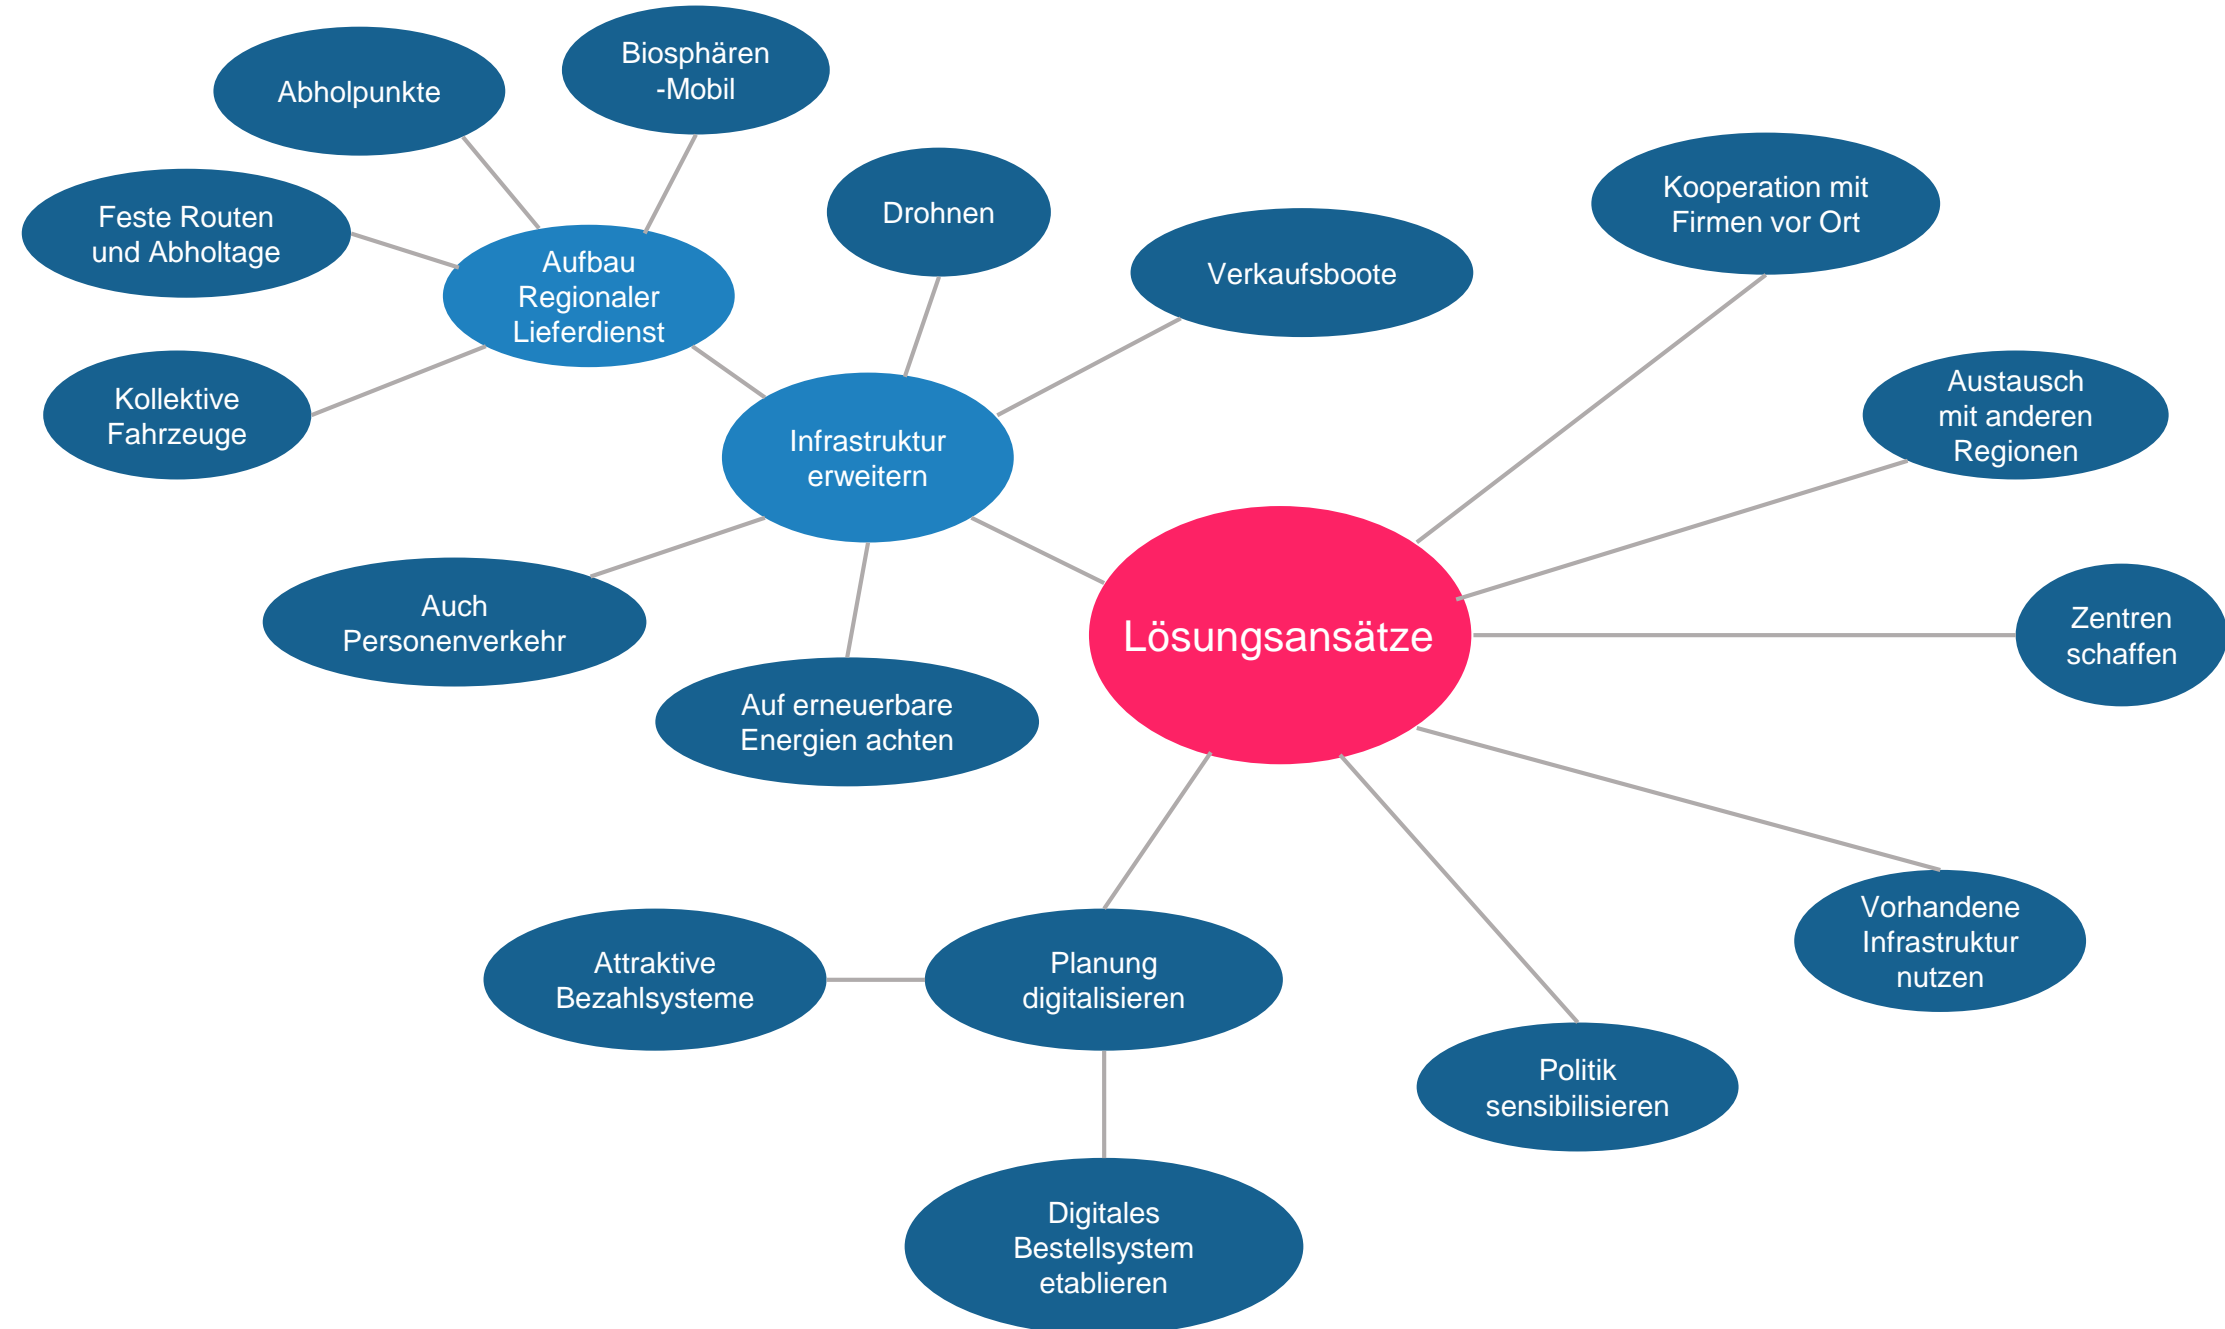 Biosphären
-Mobil
Abholpunkte
Feste Routen
und Abholtage
Kollektive
Fahrzeuge
Aufbau
Regionaler
Lieferdienst
Drohnen
Verkaufsboote
Infrastruktur
erweitern
Auch
Personenverkehr
Auf erneuerbare
Energien achten
Lösungsansätze
Kooperation mit
Firmen vor Ort
Austausch
mit anderen
Regionen
Zentren
schaffen
Vorhandene
Infrastruktur
nutzen
Politik
sensibilisieren
Planung
digitalisieren
Attraktive
Bezahlsysteme
Digitales
Bestellsystem
etablieren